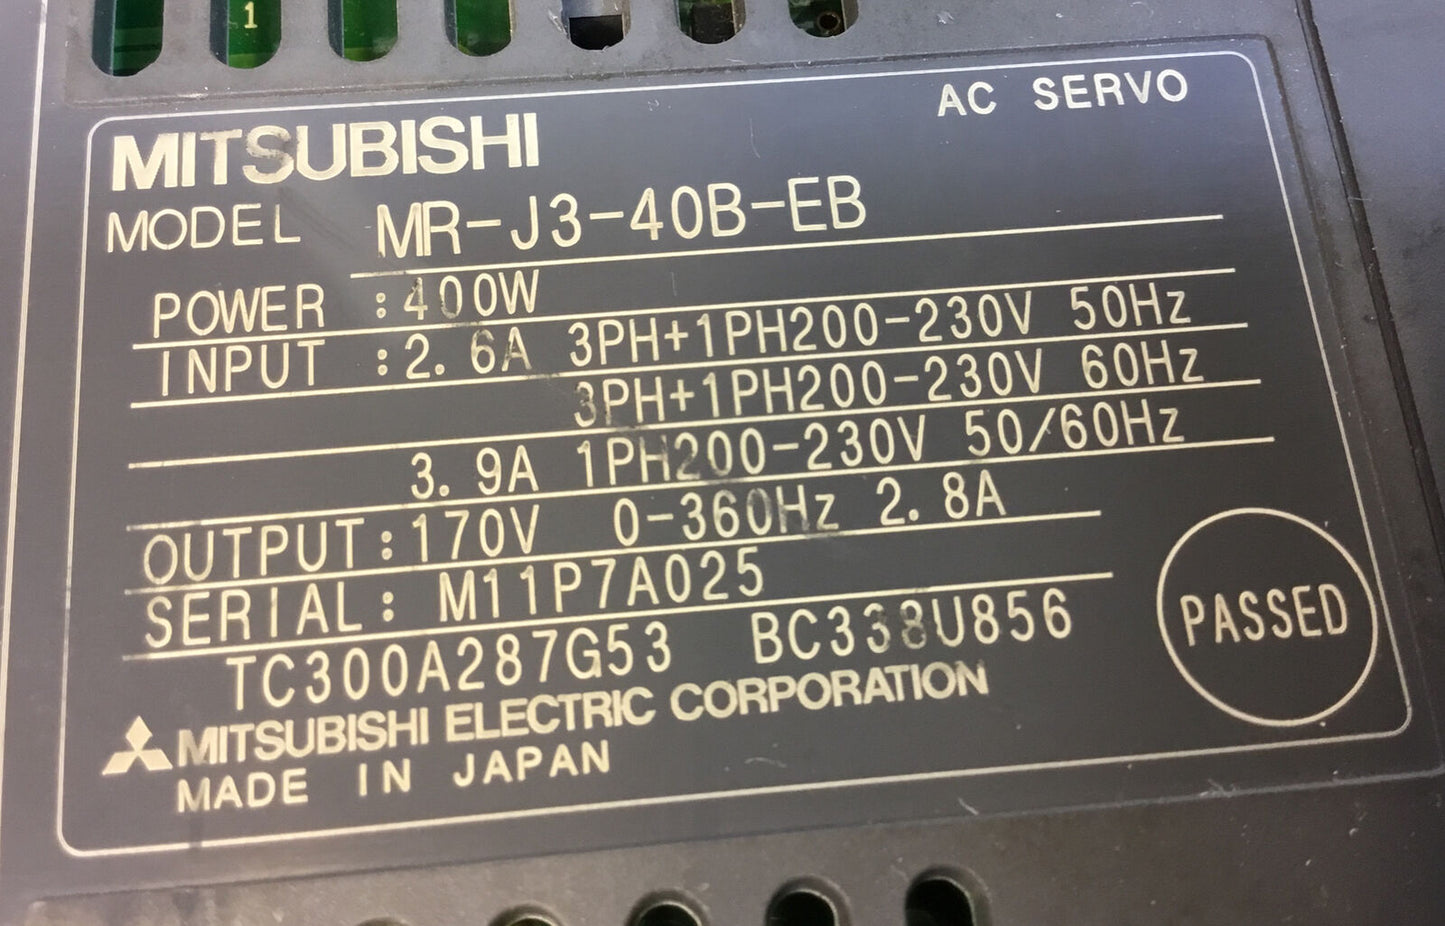 1
AC SERVO
MITSUBISHI
MODEL MR-J3-40B-EB
POWER :400W
INPUT :2.6A 3PH+1PH200-230V 50Hz
3PH+1PH200-230V 60Hz
3.9A 1PH200-230V 50/60Hz
OUTPUT:170V 0-360Hz 2.8A
SERIAL: M11P7A025
TC300A287G53 BC338U856
PASSED
MITSUBISHI ELECTRIC CORPORATION
MADE IN JAPAN